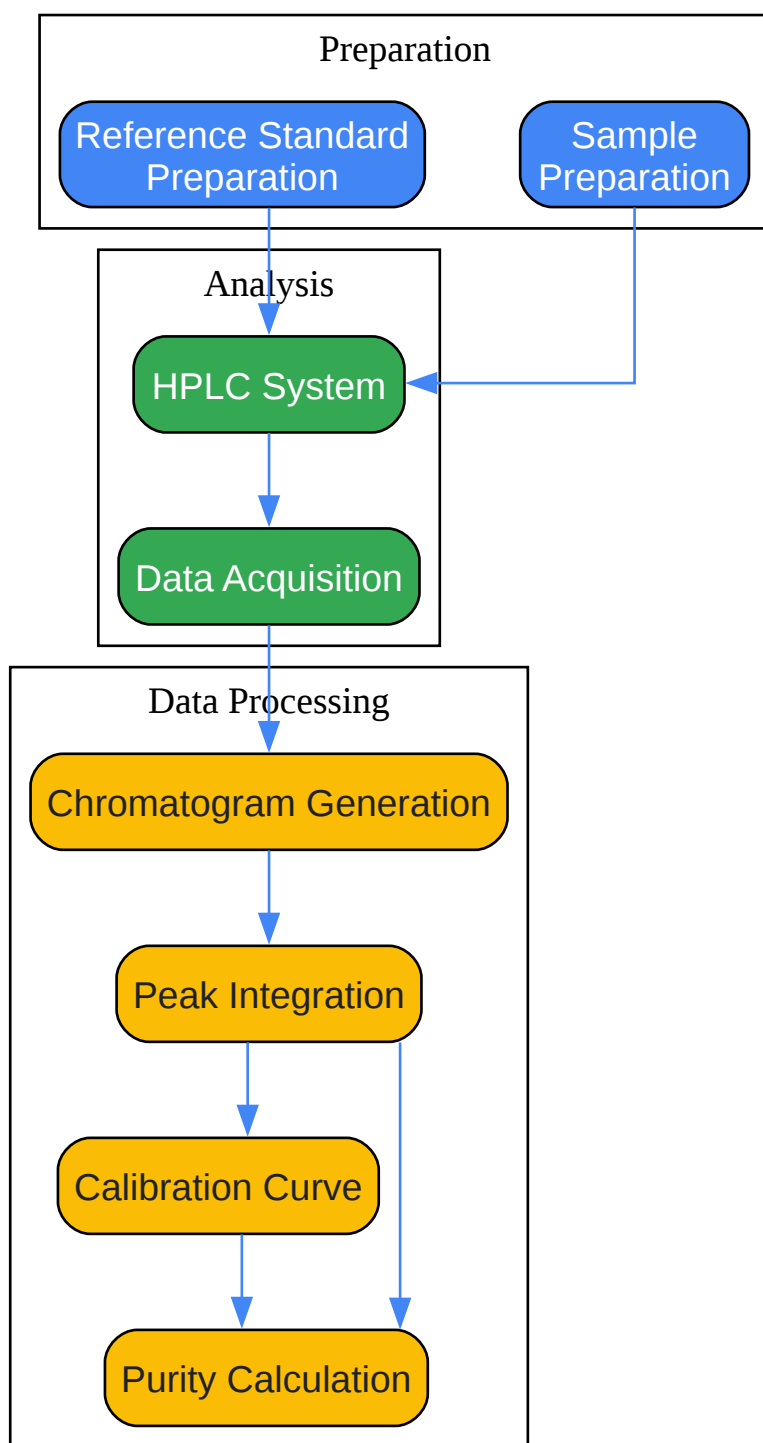 Preparation
Reference Standard
Preparation
Sample
Preparation
Analysis
HPLC System
Data Acquisition
Data Processing
Chromatogram Generation
Peak Integration
Calibration Curve
Purity Calculation